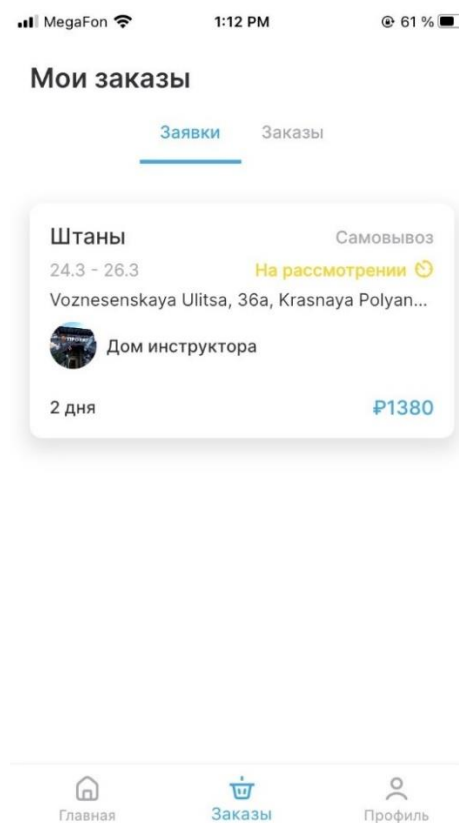 MegaFon 1:12 PM 61 %
Мои заказы
Заявки Заказы
Штаны Самовывоз
24.3 - 26.3 На рассмотрении
Voznesenskaya Ulitsa, 36a, Krasnaya Polyan...
Дом инструктора
2 дня ₽1380
Главная Заказы Профиль